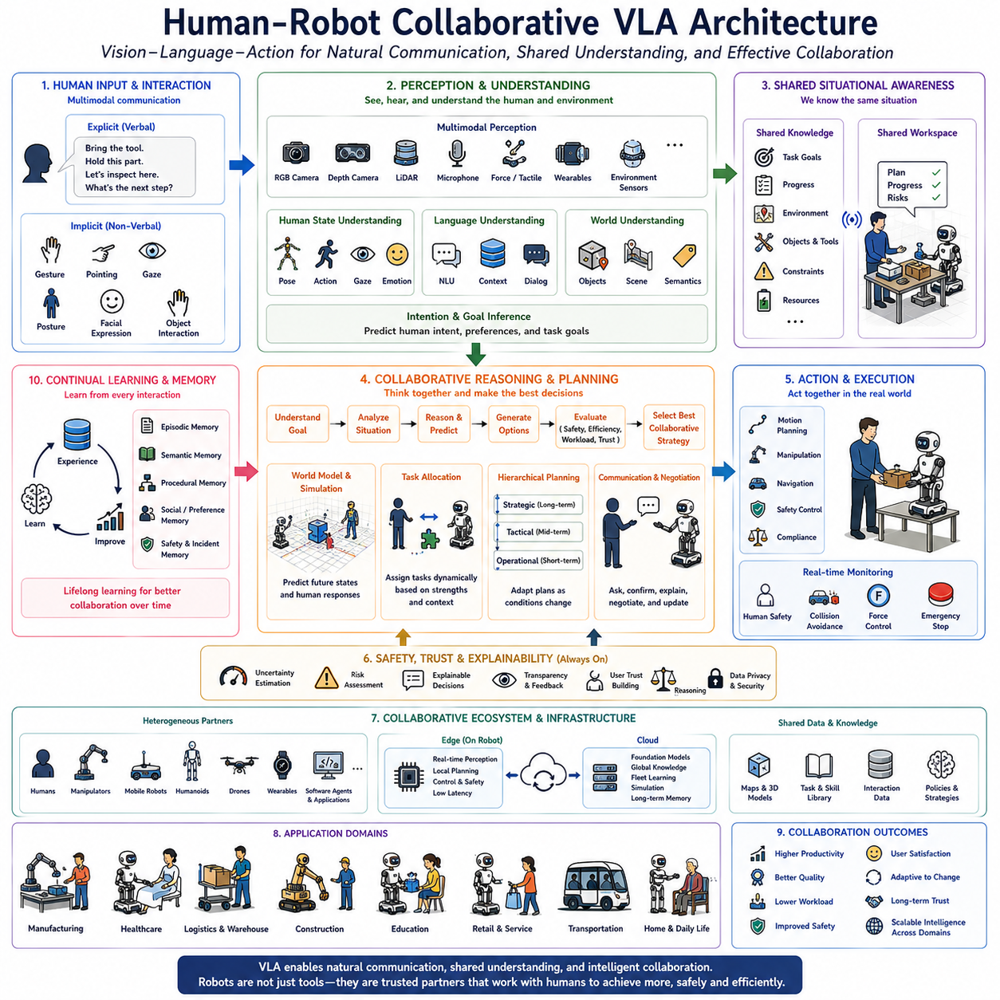 Human-Robot Collaborative VLA Architecture
Vision-Language-Action for Natural Communication, Shared Understanding, and Effective Collaboration
1. HUMAN INPUT & INTERACTION
Multimodal communication
Explicit (Verbal)
Bring the tool.
Hold this part.
Let's inspect here.
What's the next step?
Implicit (Non-Verbal)
Gesture
Pointing
Gaze
Posture
Facial
Expression
Object
Interaction
2. PERCEPTION & UNDERSTANDING
See, hear, and understand the human and environment
Multimodal Perception
RGB Camera
Depth Camera
LiDAR
Microphone
Force / Tactile
Wearables
Environment
Sensors
...
Human State Understanding
Pose
Action
Gaze
Emotion
Language Understanding
NLU
Context
Dialog
World Understanding
Objects
Scene
Semantics
Intention & Goal Inference
Predict human intent, preferences, and task goals
3. SHARED SITUATIONAL AWARENESS
We know the same situation
Shared Knowledge
Task Goals
Progress
Environment
Objects & Tools
Constraints
Resources
...
Shared Workspace
Plan
Progress
Risks
10. CONTINUAL LEARNING & MEMORY
Learn from every interaction
Experience
Learn
Improve
Episodic Memory
Semantic Memory
Procedural Memory
Social / Preference
Memory
Safety & Incident
Memory
Lifelong learning for better
collaboration over time
4. COLLABORATIVE REASONING & PLANNING
Think together and make the best decisions
Understand
Goal
Analyze
Situation
Reason &
Predict
Generate
Options
Evaluate
( Safety, Efficiency,
Workload, Trust )
Select Best
Collaborative
Strategy
World Model &
Simulation
Predict future states
and human responses
Task Allocation
Assign tasks dynamically
based on strengths
and context
Hierarchical Planning
Strategic (Long-term)
Tactical (Mid-term)
Operational (Short-term)
Adapt plans as
conditions change
Communication & Negotiation
Ask, confirm, explain,
negotiate, and update
5. ACTION & EXECUTION
Act together in the real world
Motion
Planning
Manipulation
Navigation
Safety Control
Compliance
Real-time Monitoring
Human Safety
Collision
Avoidance
F
Force
Control
Emergency
Stop
6. SAFETY, TRUST & EXPLAINABILITY (Always On)
Uncertainty
Estimation
Risk
Assessment
Explainable
Decisions
Transparency
& Feedback
User Trust
Building
Reasoning
Data Privacy
& Security
7. COLLABORATIVE ECOSYSTEM & INFRASTRUCTURE
Heterogeneous Partners
Humans
Manipulators
Mobile Robots
Humanoids
Drones
Wearables
Software Agents
& Applications
...
Edge (On Robot)
Real-time Perception
Local Planning
Control & Safety
Low Latency
Cloud
Foundation Models
Global Knowledge
Fleet Learning
Simulation
Long-term Memory
Shared Data & Knowledge
Maps & 3D
Models
Task & Skill
Library
Interaction
Data
Policies &
Strategies
8. APPLICATION DOMAINS
Manufacturing
Healthcare
Logistics & Warehouse
Construction
Education
Retail & Service
Transportation
Home & Daily Life
9. COLLABORATION OUTCOMES
Higher Productivity
Better Quality
Lower Workload
Improved Safety
User Satisfaction
Adaptive to Change
Long-term Trust
Scalable Intelligence
Across Domains
VLA enables natural communication, shared understanding, and intelligent collaboration.
Robots are not just tools—they are trusted partners that work with humans to achieve more, safely and efficiently.